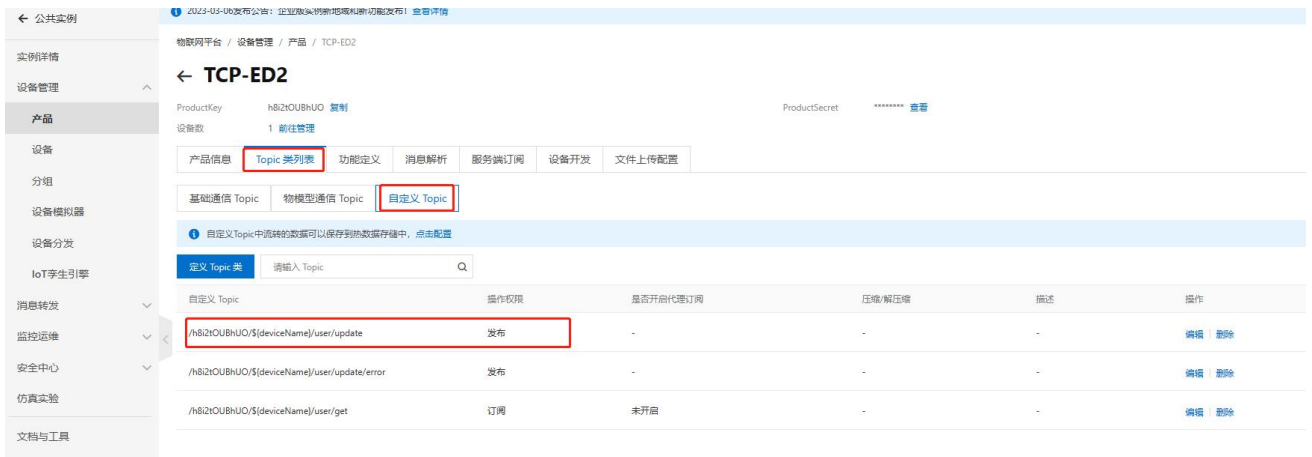 ← 公共实例
2023-03-06发布公告：企业版实例新地域和新功能发布！查看详情
实例详情
设备管理
产品
设备
分组
设备模拟器
设备分发
IoT孪生引擎
消息转发
监控运维
安全中心
仿真实验
文档与工具
物联网平台 / 设备管理 / 产品 / TCP-ED2
← TCP-ED2
ProductKey h8i2tOUBhUO 复制 ProductSecret ******** 查看
设备数 1 前往管理
产品信息 Topic 类列表 功能定义 消息解析 服务端订阅 设备开发 文件上传配置
基础通信 Topic 物模型通信 Topic 自定义 Topic
自定义Topic中流转的数据可以保存到热数据存储中，点击配置
定义 Topic 类 请输入 Topic
自定义 Topic 操作权限 是否开启代理订阅 压缩/解压缩 描述 操作
/h8i2tOUBhUO/${deviceName}/user/update 发布 - - - 编辑 删除
/h8i2tOUBhUO/${deviceName}/user/update/error 发布 - - - 编辑 删除
/h8i2tOUBhUO/${deviceName}/user/get 订阅 未开启 - - 编辑 删除